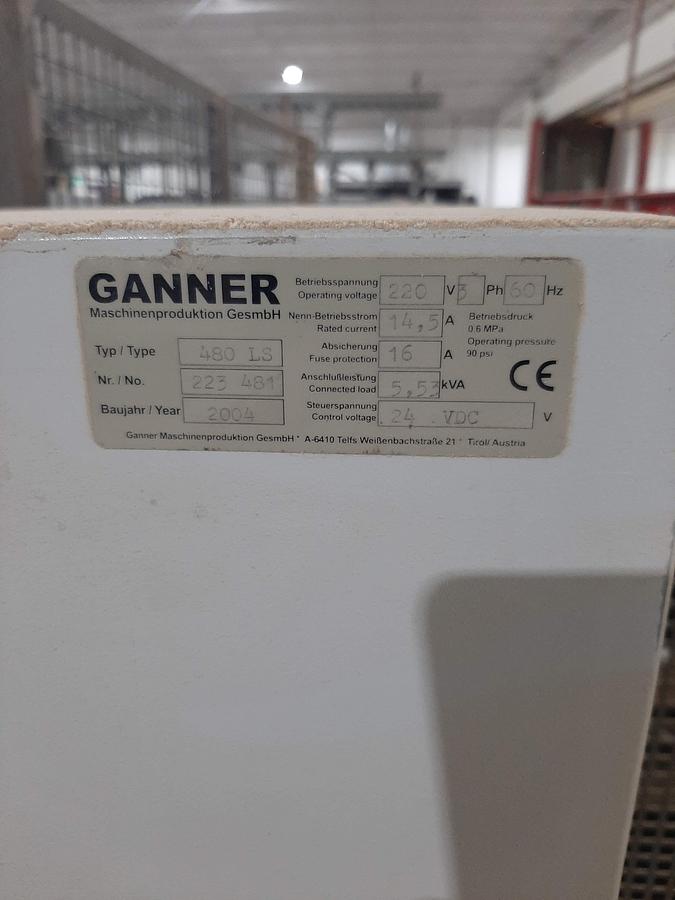 GANNER
Maschinenproduktion GesmbH
Typ / Type 480 LS
Nr. / No. 223 481
Baujahr / Year 2004
Betriebsspannung
Operating voltage 220 V 3 Ph 60 Hz
Nenn-Betriebsstrom
Rated current 14,5 A
Absicherung
Fuse protection 16 A
Anschlußleistung
Connected load 5,53 kVA
Steuerspannung
Control voltage 24 VDC V
Betriebsdruck
0.6 MPa
Operating pressure
90 psi
CE
Ganner Maschinenproduktion GesmbH * A-6410 Telfs Weißenbachstraße 21 * Tirol/ Austria